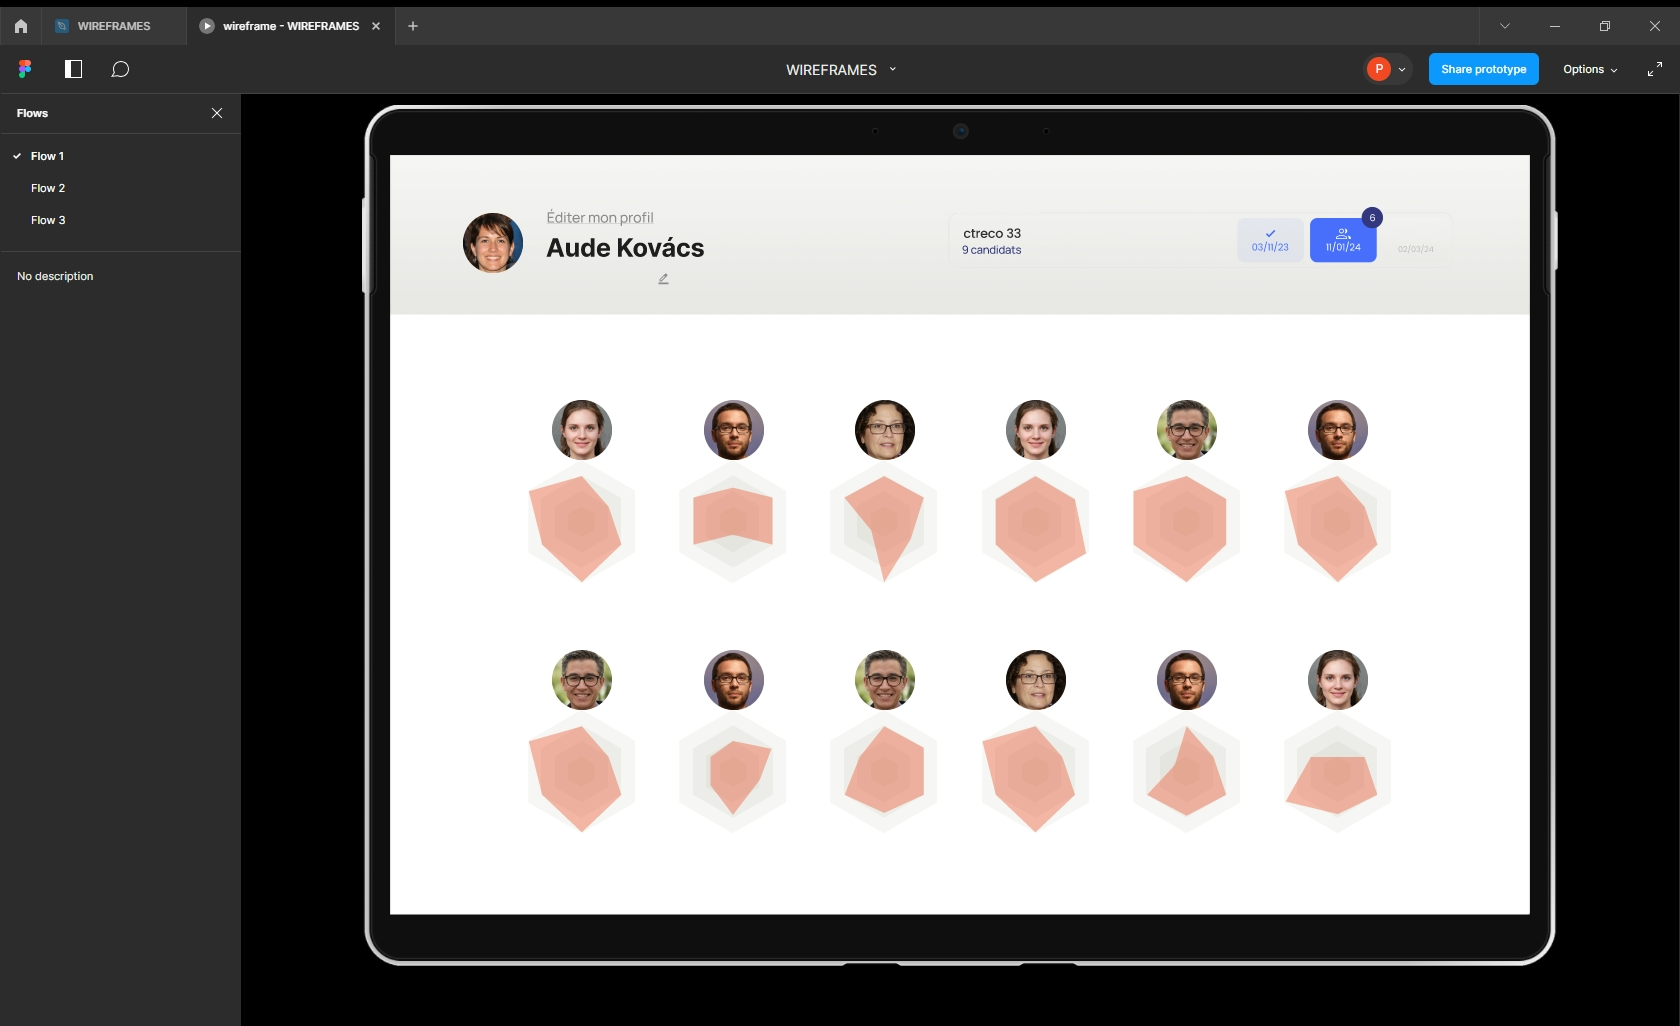 WIREFRAMES
wireframe - WIREFRAMES
WIREFRAMES
P
Share prototype
Options
Flows
Flow 1
Flow 2
Flow 3
No description
Éditer mon profil
Aude Kovács
ctreco 33
9 candidats
03/11/23
6
11/01/24
02/03/24